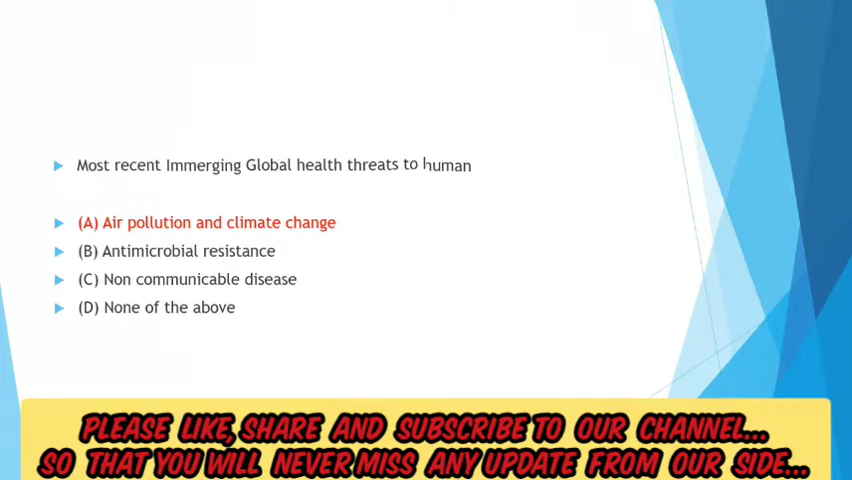 Most recent Immerging Global health threats to human
(A) Air pollution and climate change
(B) Antimicrobial resistance
(C) Non communicable disease
(D) None of the above
PLEASE LIKE, SHARE AND SUBSCRIBE TO OUR CHANNEL...
SO THAT YOU WILL NEVER MISS ANY UPDATE FROM OUR SIDE...